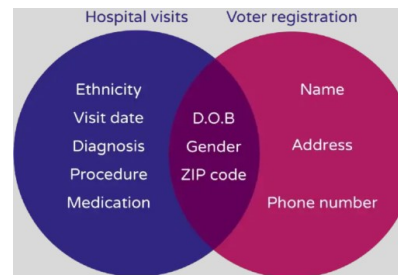 Hospital visits
Voter registration
Ethnicity
Visit date
Diagnosis
Procedure
Medication
D.O.B
Gender
ZIP code
Name
Address
Phone number